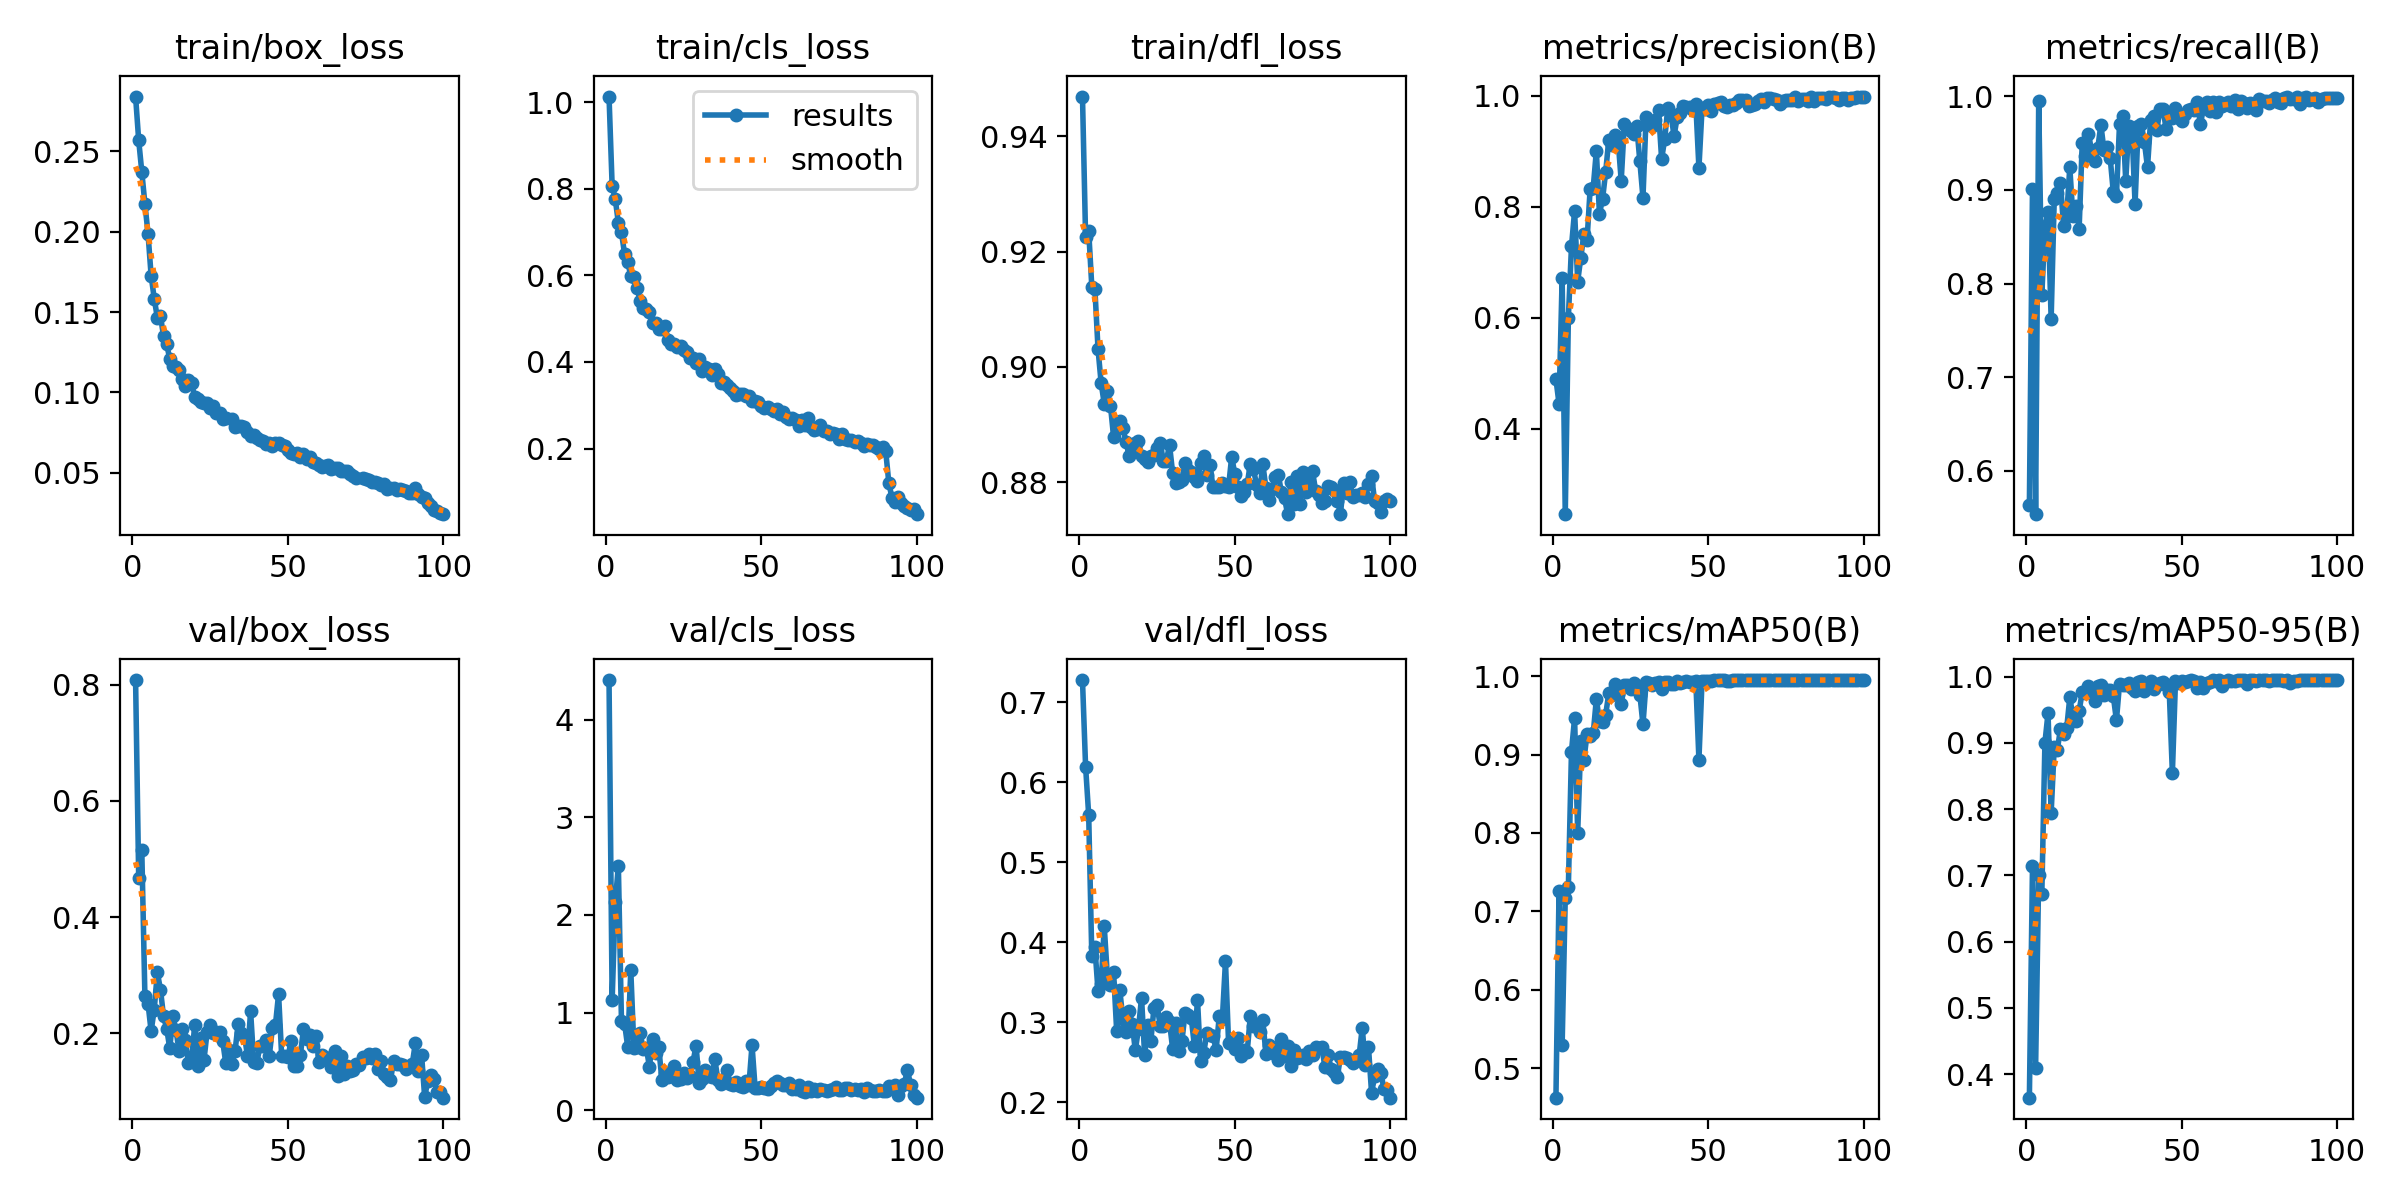 train/box_loss
0.25
0.20
0.15
0.10
0.05
0 50 100
train/cls_loss
results
smooth
1.0
0.8
0.6
0.4
0.2
0 50 100
train/dfl_loss
0.94
0.92
0.90
0.88
0 50 100
metrics/precision(B)
1.0
0.8
0.6
0.4
0 50 100
metrics/recall(B)
1.0
0.9
0.8
0.7
0.6
0 50 100
val/box_loss
0.8
0.6
0.4
0.2
0 50 100
val/cls_loss
4
3
2
1
0
0 50 100
val/dfl_loss
0.7
0.6
0.5
0.4
0.3
0.2
0 50 100
metrics/mAP50(B)
1.0
0.9
0.8
0.7
0.6
0.5
0 50 100
metrics/mAP50-95(B)
1.0
0.9
0.8
0.7
0.6
0.5
0.4
0 50 100